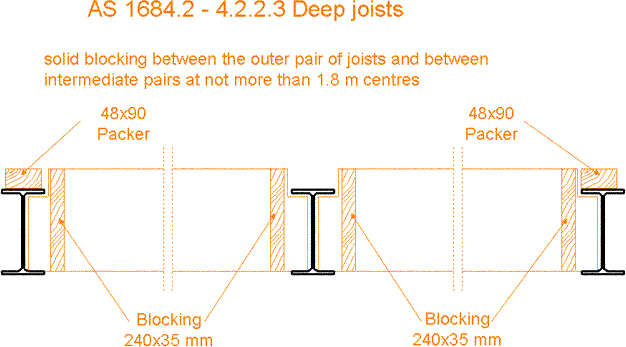 AS 1684.2 - 4.2.2.3 Deep joists
solid blocking between the outer pair of joists and between
intermediate pairs at not more than 1.8 m centres
48x90
Packer
48x90
Packer
Blocking
240x35 mm
Blocking
240x35 mm